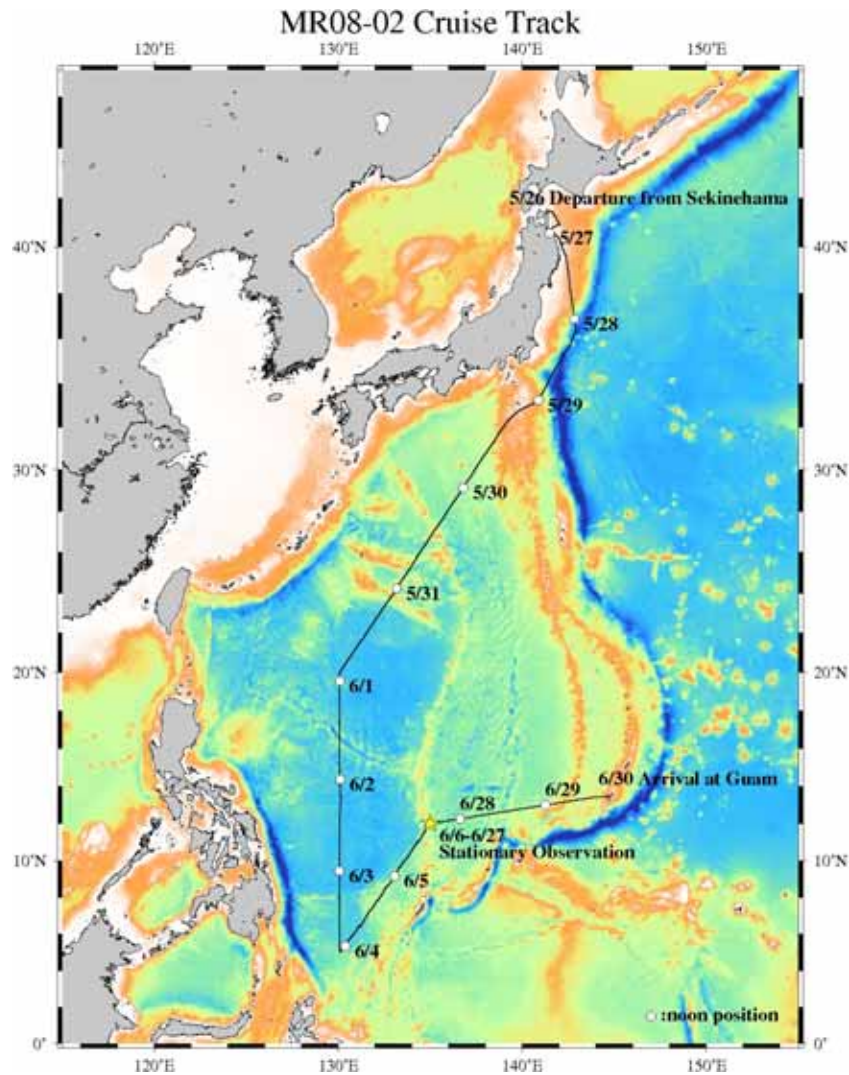 MR08-02 Cruise Track
120°E 130°E 140°E 150°E
5/26 Departure from Sekinehama
40°N 40°N
5/27
5/28
5/29
30°N 30°N
5/30
5/31
20°N 20°N
6/1
6/2
6/30 Arrival at Guam
6/29
6/28
6/6-6/27
Stationary Observation
10°N 10°N
6/3
6/5
6/4
:noon position
0° 0°
120°E 130°E 140°E 150°E